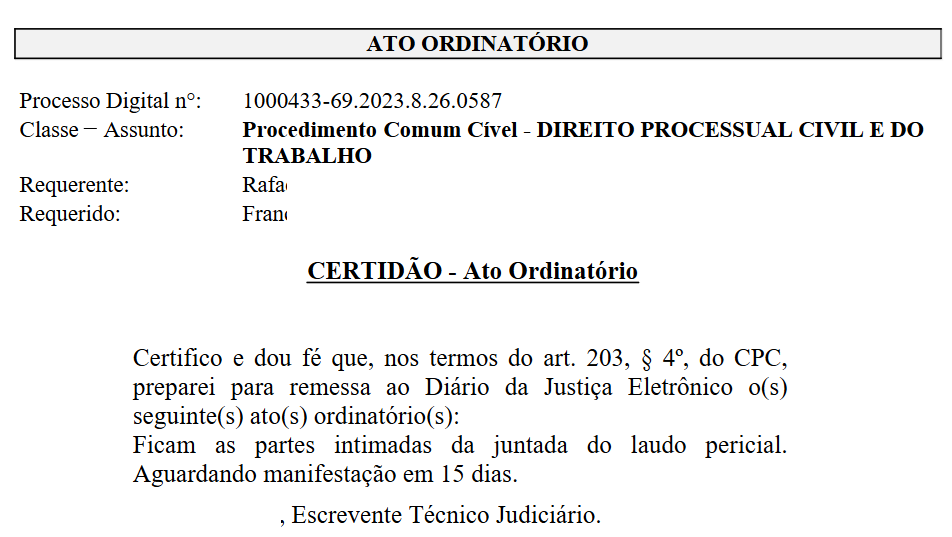 ATO ORDINATÓRIO
Processo Digital n°: 1000433-69.2023.8.26.0587
Classe – Assunto: Procedimento Comum Cível - DIREITO PROCESSUAL CIVIL E DO
TRABALHO
Requerente: Rafa
Requerido: Fran
CERTIDÃO - Ato Ordinatório
Certifico e dou fé que, nos termos do art. 203, § 4º, do CPC,
preparei para remessa ao Diário da Justiça Eletrônico o(s)
seguinte(s) ato(s) ordinatório(s):
Ficam as partes intimadas da juntada do laudo pericial.
Aguardando manifestação em 15 dias.
, Escrevente Técnico Judiciário.